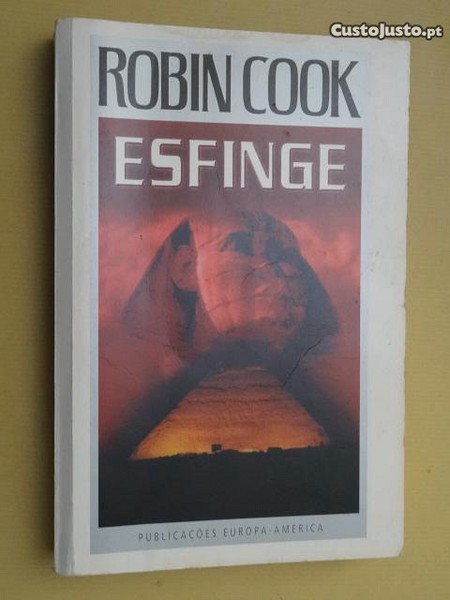 CustoJusto.pt
ROBIN COOK
ESFINGE
PUBLICAÇÕES EUROPA-AMÉRICA